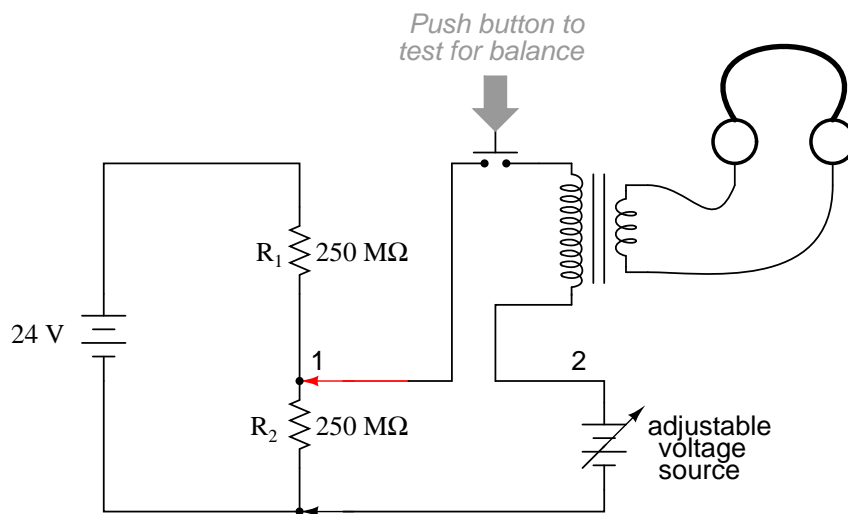 Push button to
test for balance
R1 250 MΩ
24 V
1
2
R2 250 MΩ
adjustable
voltage
source